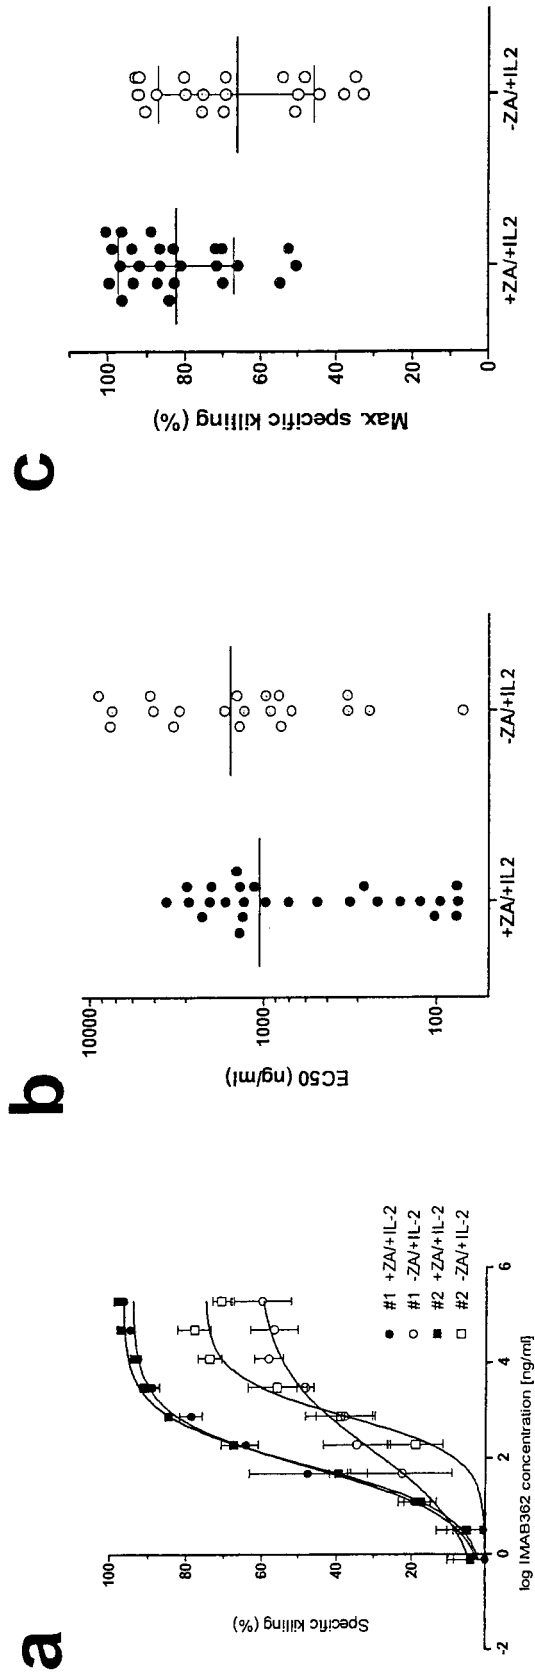 a
Specific killing (%)
100
80
60
40
20
-2
0
2
4
6
log IMAB362 concentration [ng/ml]
#1 +ZA/+IL-2
#1 -ZA/+IL-2
#2 +ZA/+IL-2
#2 -ZA/+IL-2
b
EC50 (ng/ml)
10000
1000
100
+ZA/+IL2
-ZA/+IL2
c
Max. specific killing (%)
100
80
60
40
20
0
+ZA/+IL2
-ZA/+IL2